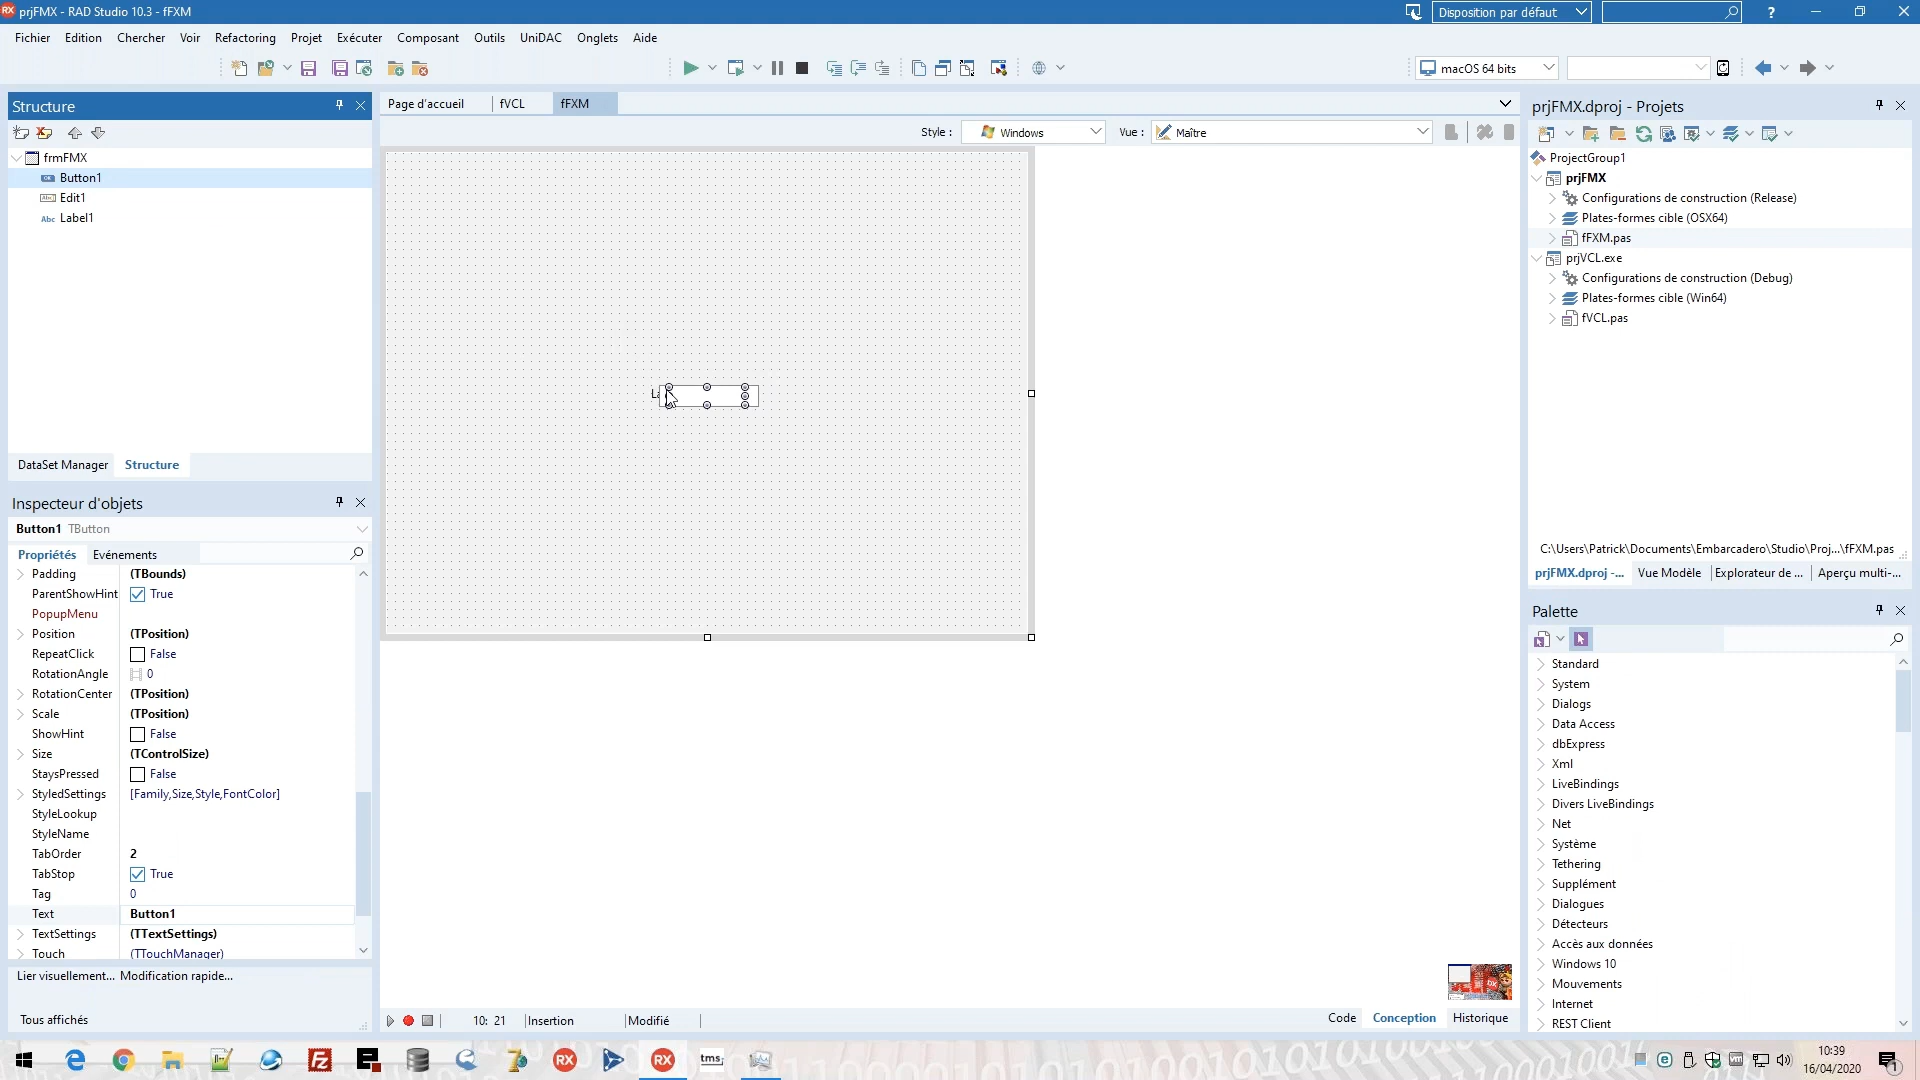 prjFMX - RAD Studio 10.3 - fFXM
Disposition par défaut
?
Fichier Edition Chercher Voir Refactoring Projet Exécuter Composant Outils UniDAC Onglets Aide
macOS 64 bits
Structure
frmFMX
Button1
Edit1
Label1
DataSet Manager Structure
Inspecteur d'objets
Button1 TButton
Propriétés Evénements
Padding (TBounds)
ParentShowHint True
PopupMenu
Position (TPosition)
RepeatClick False
RotationAngle 0
RotationCenter (TPosition)
Scale (TPosition)
ShowHint False
Size (TControlSize)
StaysPressed False
StyledSettings [Family,Size,Style,FontColor]
StyleLookup
StyleName
TabOrder 2
TabStop True
Tag 0
Text Button1
TextSettings (TTextSettings)
Touch (TTouchManager)
Lier visuellement... Modification rapide...
Tous affichés
Page d'accueil fVCL fFXM
Style : Windows Vue : Maître
10: 21 Insertion Modifié
Code Conception Historique
prjFMX.dproj - Projets
ProjectGroup1
prjFMX
Configurations de construction (Release)
Plates-formes cible (OSX64)
fFXM.pas
prjVCL.exe
Configurations de construction (Debug)
Plates-formes cible (Win64)
fVCL.pas
C:\Users\Patrick\Documents\Embarcadero\Studio\Proj...\fFXM.pas
prjFMX.dproj -... Vue Modèle Explorateur de ... Aperçu multi-...
Palette
Standard
System
Dialogs
Data Access
dbExpress
Xml
LiveBindings
Divers LiveBindings
Net
Système
Tethering
Supplément
Dialogues
Détecteurs
Accès aux données
Windows 10
Mouvements
Internet
REST Client
RX
RX
tms
10:39
16/04/2020